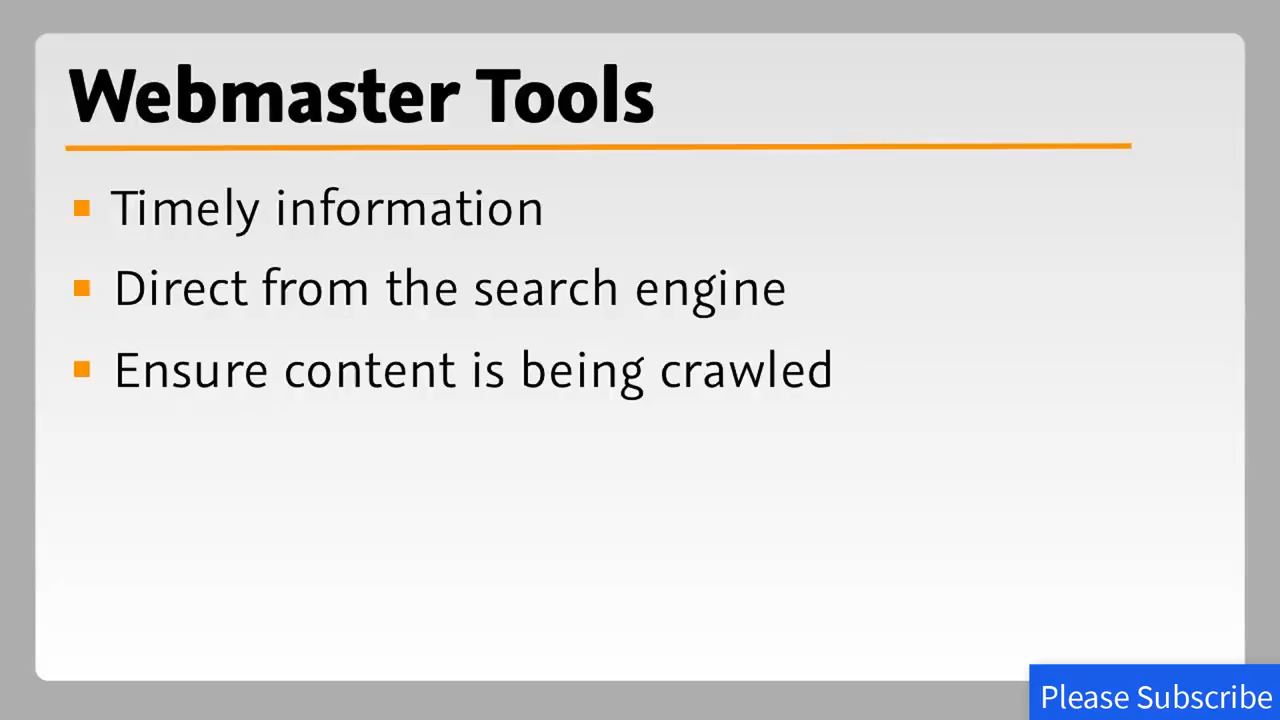 Webmaster Tools
Timely information
Direct from the search engine
Ensure content is being crawled
Please Subscribe